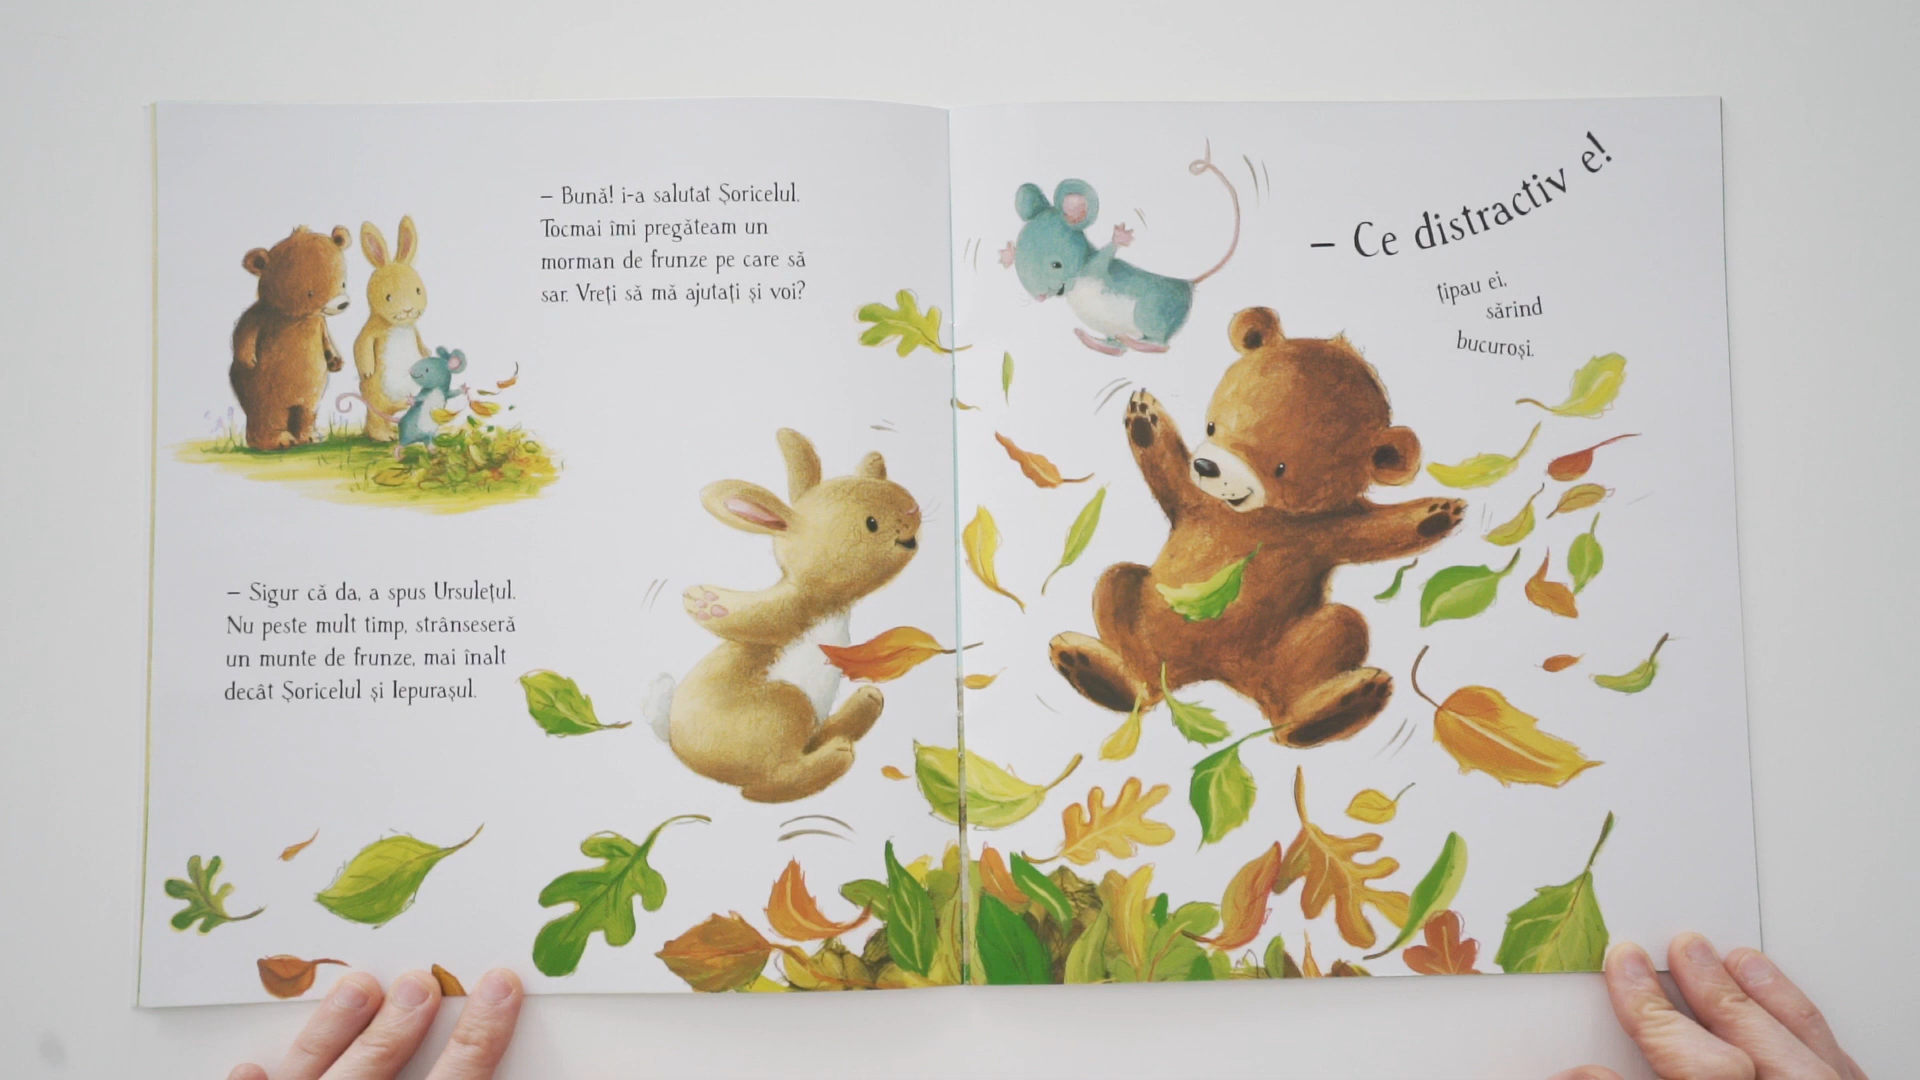 – Bună! i-a salutat Șoricelul.
Tocmai îmi pregăteam un
morman de frunze pe care să
sar. Vreți să mă ajutați și voi?
– Sigur că da, a spus Ursulețul.
Nu peste mult timp, strânseseră
un munte de frunze, mai înalt
decât Șoricelul și Iepurașul.
– Ce distractiv e!
țipau ei,
sărind
bucuroși.